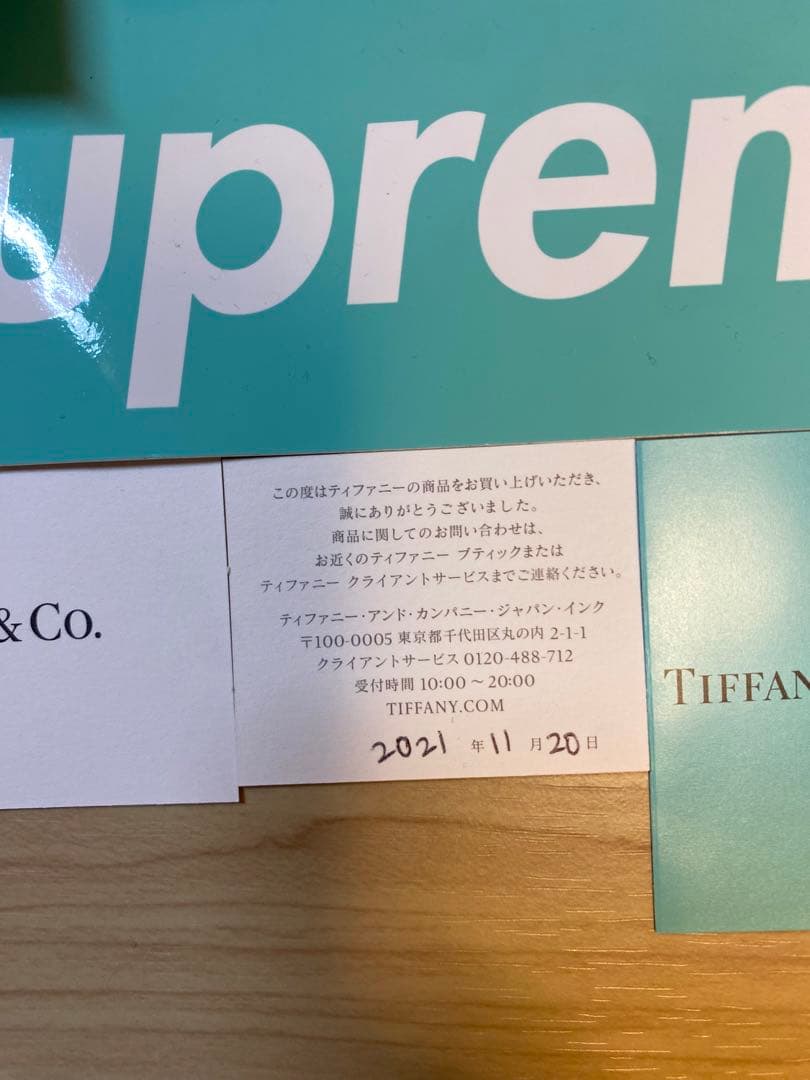 upren
& CO.
この度はティファニーの商品をお買い上げいただき、
誠にありがとうございました。
商品に関してのお問い合わせは、
お近くのティファニー ブティックまたは
ティファニー クライアントサービスまでご連絡ください。
ティファニー・アンド・カンパニー・ジャパン・インク
〒100-0005 東京都千代田区丸の内 2-1-1
クライアントサービス 0120-488-712
受付時間 10:00 ～ 20:00
TIFFANY.COM
2021 年 11 月 20 日
TIFFAN